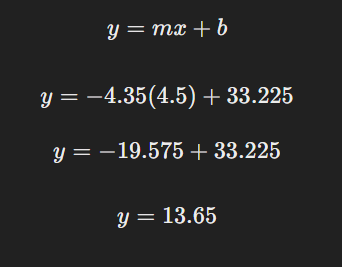 y = mx + b
y = −4.35(4.5) + 33.225
y = −19.575 + 33.225
y = 13.65